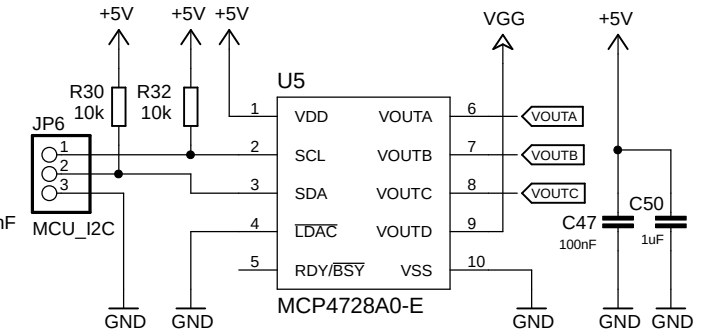 +5V +5V +5V VGG +5V
U5
R30 R32
10k 10k
1 VDD VOUTA 6 VOUTA
JP6
1
2 SCL VOUTB 7 VOUTB
2
3 SDA VOUTC 8 VOUTC
3
nF MCU_I2C
4 LDAC VOUTD 9
C47 C50
100nF 1uF
5 RDY/BSY VSS 10
MCP4728A0-E
GND GND GND GND GND